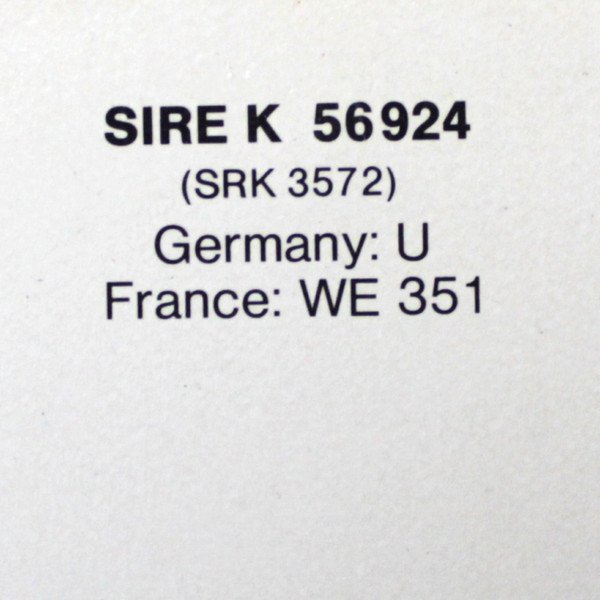 SIRE K 56924
(SRK 3572)
Germany: U
France: WE 351